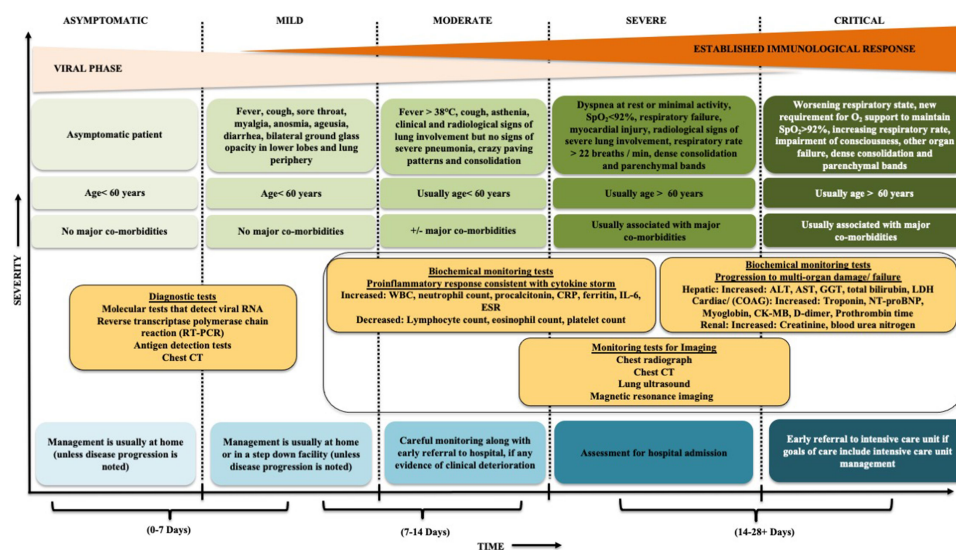 ASYMPTOMATIC
MILD
MODERATE
SEVERE
CRITICAL
ESTABLISHED IMMUNOLOGICAL RESPONSE
VIRAL PHASE
Asymptomatic patient
Fever, cough, sore throat,
myalgia, anosmia, ageusia,
diarrhea, bilateral ground glass
opacity in lower lobes and lung
periphery
Fever > 38°C, cough, asthenia,
clinical and radiological signs of
lung involvement but no signs of
severe pneumonia, crazy paving
patterns and consolidation
Dyspnea at rest or minimal activity,
SpO₂<92%, respiratory failure,
myocardial injury, radiological signs of
severe lung involvement, respiratory rate
> 22 breaths / min, dense consolidation
and parenchymal bands
Worsening respiratory state, new
requirement for O₂ support to maintain
SpO₂>92%, increasing respiratory rate,
impairment of consciousness, other organ
failure, dense consolidation and
parenchymal bands
Age< 60 years
Age< 60 years
Usually age< 60 years
Usually age > 60 years
Usually age > 60 years
No major co-morbidities
No major co-morbidities
+/- major co-morbidities
Usually associated with major
co-morbidities
Usually associated with major
co-morbidities
SEVERITY
Diagnostic tests
Molecular tests that detect viral RNA
Reverse transcriptase polymerase chain
reaction (RT-PCR)
Antigen detection tests
Chest CT
Biochemical monitoring tests
Proinflammatory response consistent with cytokine storm
Increased: WBC, neutrophil count, procalcitonin, CRP, ferritin, IL-6,
ESR
Decreased: Lymphocyte count, eosinophil count, platelet count
Biochemical monitoring tests
Progression to multi-organ damage/ failure
Hepatic: Increased: ALT, AST, GGT, total bilirubin, LDH
Cardiac/ (COAG): Increased: Troponin, NT-proBNP,
Myoglobin, CK-MB, D-dimer, Prothrombin time
Renal: Increased: Creatinine, blood urea nitrogen
Monitoring tests for Imaging
Chest radiograph
Chest CT
Lung ultrasound
Magnetic resonance imaging
Management is usually at home
(unless disease progression is
noted)
Management is usually at home
or in a step down facility (unless
disease progression is noted)
Careful monitoring along with
early referral to hospital, if any
evidence of clinical deterioration
Assessment for hospital admission
Early referral to intensive care unit if
goals of care include intensive care unit
management
(0-7 Days)
(7-14 Days)
(14-28+ Days)
TIME